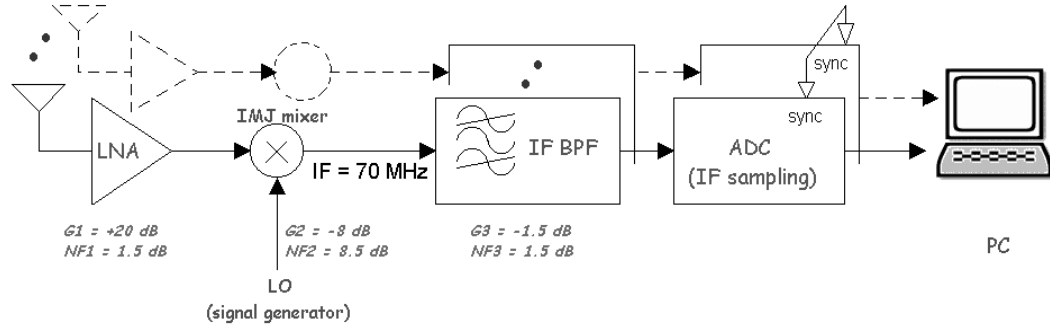 sync
IMJ mixer
sync
LNA
IF BPF
ADC
(IF sampling)
IF = 70 MHz
G1 = +20 dB
NF1 = 1.5 dB
G2 = -8 dB
NF2 = 8.5 dB
G3 = -1.5 dB
NF3 = 1.5 dB
PC
LO
(signal generator)